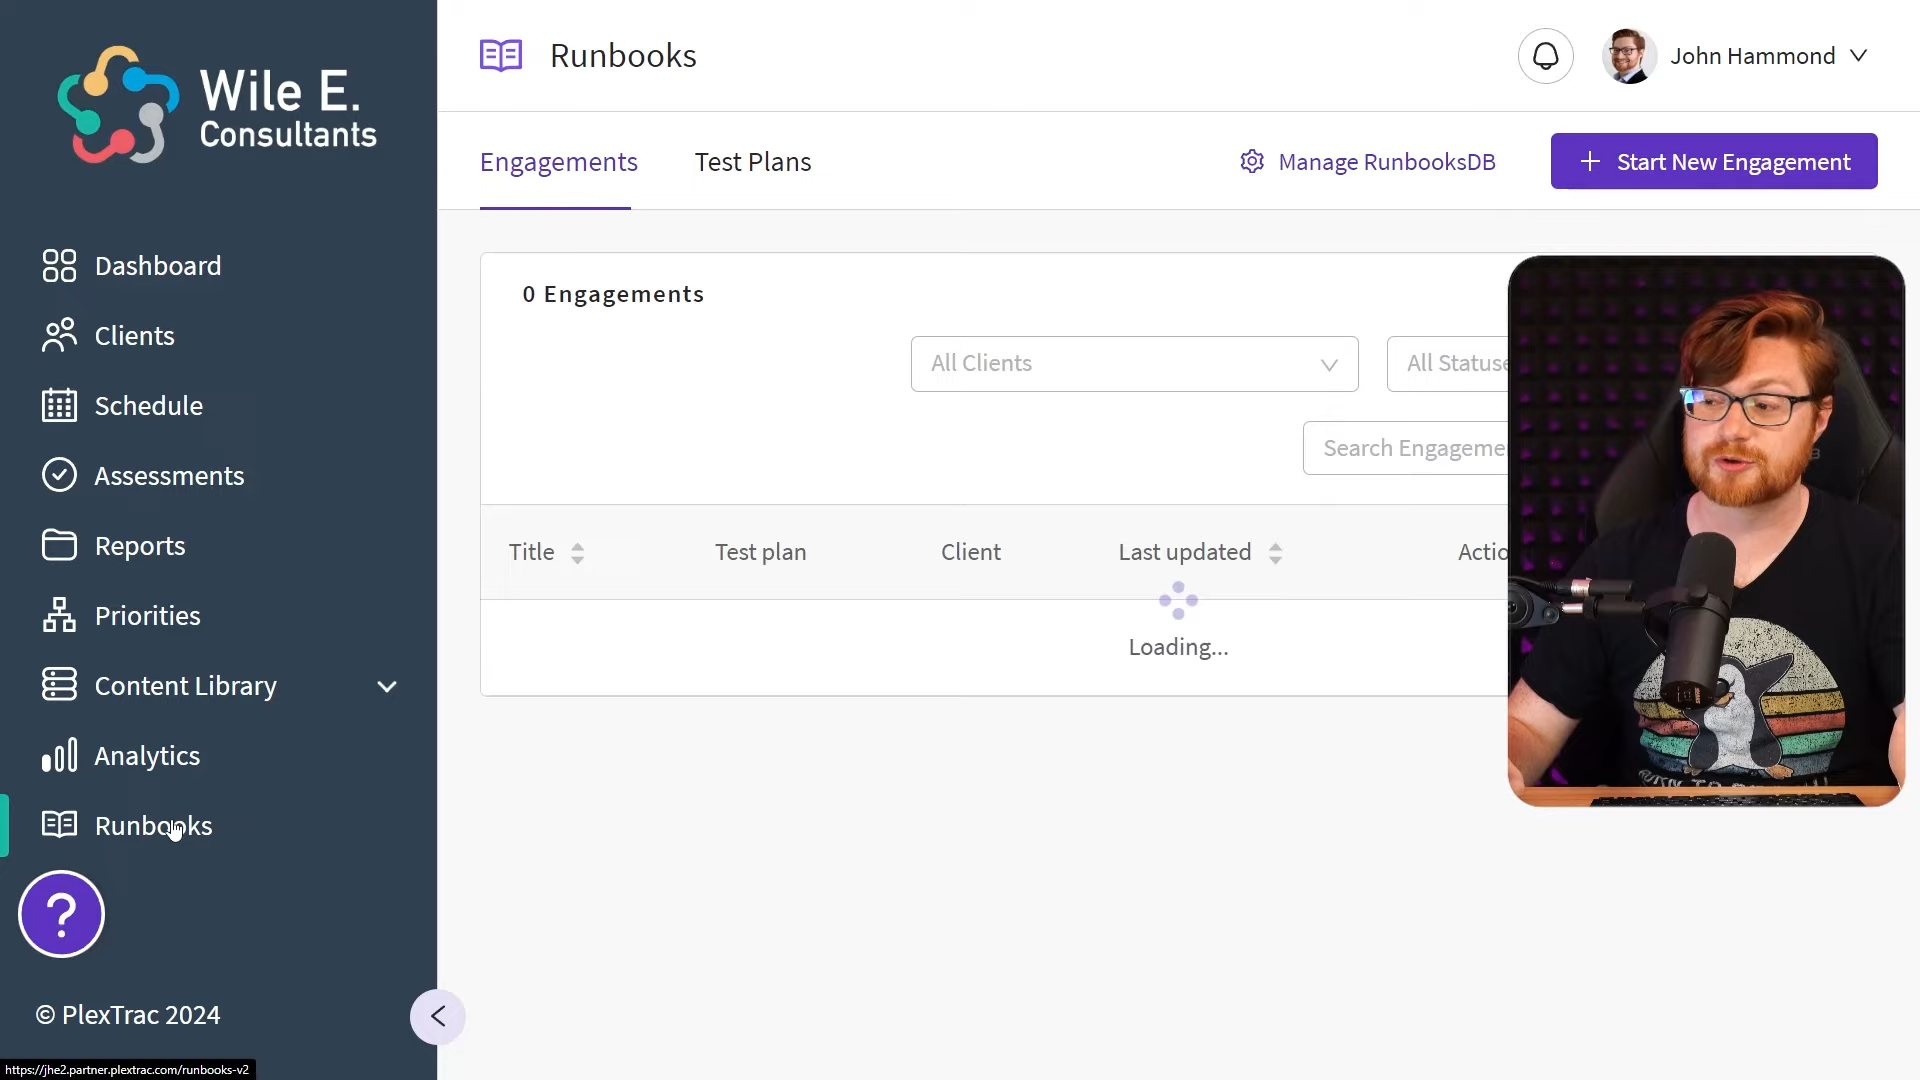 Wile E.
Consultants
Dashboard
Clients
Schedule
Assessments
Reports
Priorities
Content Library
Analytics
Runbooks
?
© PlexTrac 2024
https://jhe2.partner.plextrac.com/runbooks-v2
Runbooks
John Hammond
Engagements
Test Plans
Manage RunbooksDB
+ Start New Engagement
0 Engagements
All Clients
All Statuse
Search Engageme
Title
Test plan
Client
Last updated
Actio
Loading...